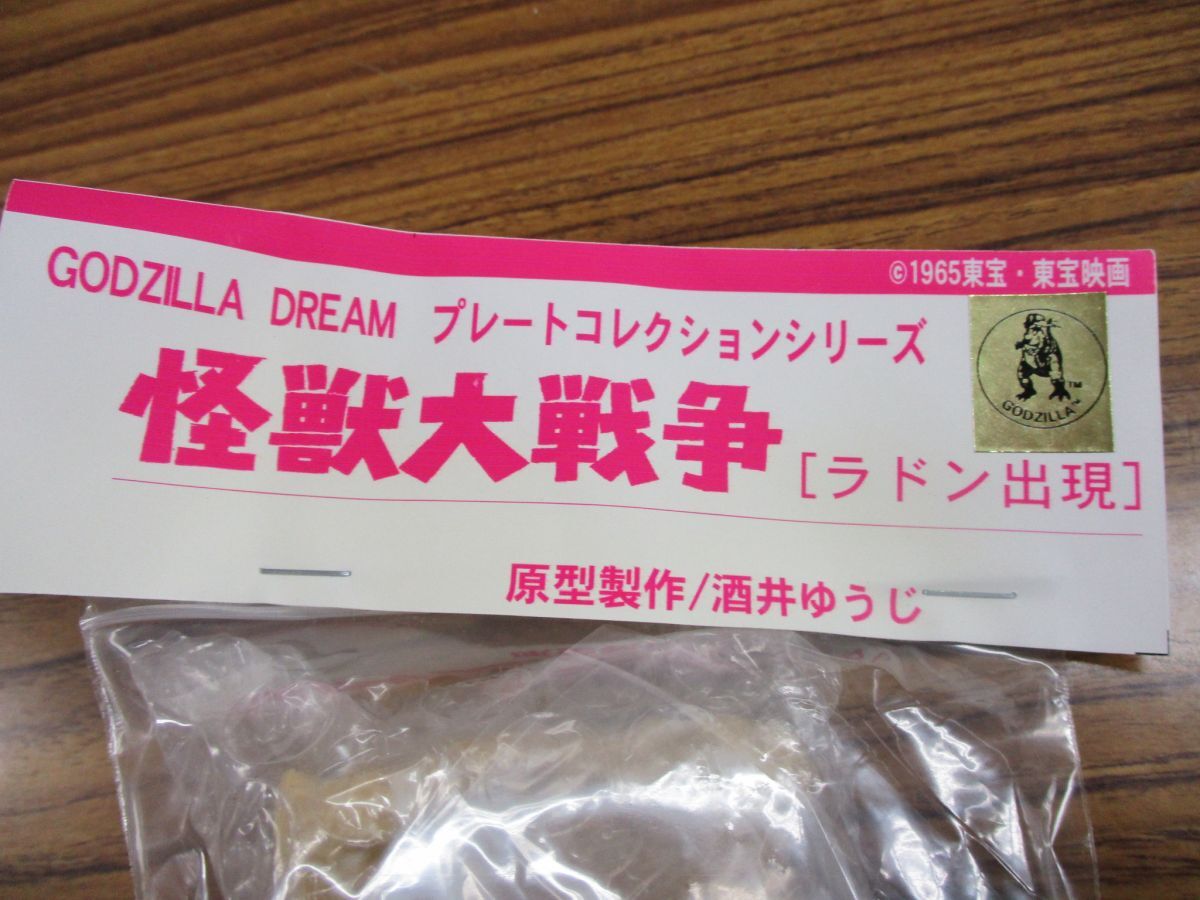 ©1965東宝・東宝映画
GODZILLA DREAM プレートコレクションシリーズ
怪獣大戦争 [ラドン出現]
TM
GODZILLA™
原型製作/酒井ゆうじ